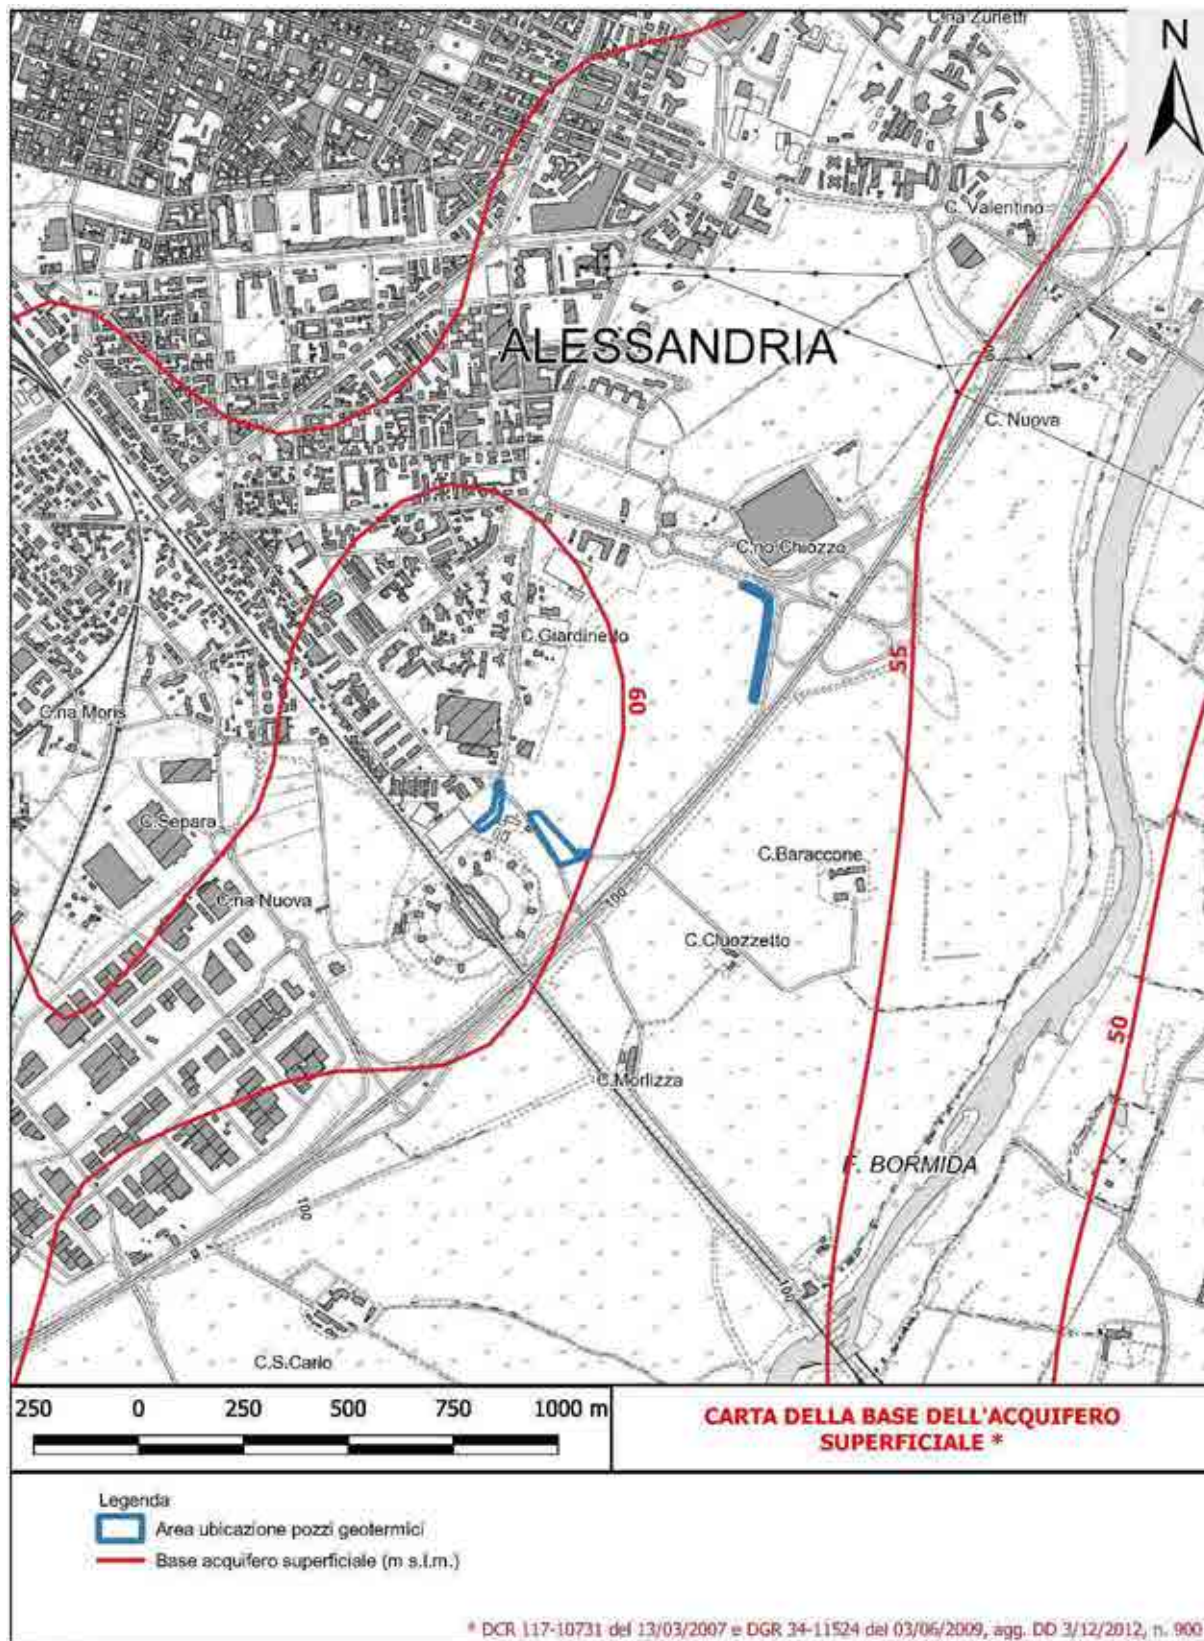 C.na Zurletti
N
C. Valentino
ALESSANDRIA
C. Nuova
C.no Chiozzo
C.Giardinetto
55
60
C.na Moris
C.Separa
C.Baraccone
C.na Nuova
100
C.Cluozzetto
50
C.Morlizza
F. BORMIDA
100
100
C.S.Carlo
250 0 250 500 750 1000 m
CARTA DELLA BASE DELL'ACQUIFERO
SUPERFICIALE *
Legenda
Area ubicazione pozzi geotermici
Base acquifero superficiale (m s.l.m.)
* DCR 117-10731 del 13/03/2007 e DGR 34-11524 del 03/06/2009, agg. DD 3/12/2012, n. 900